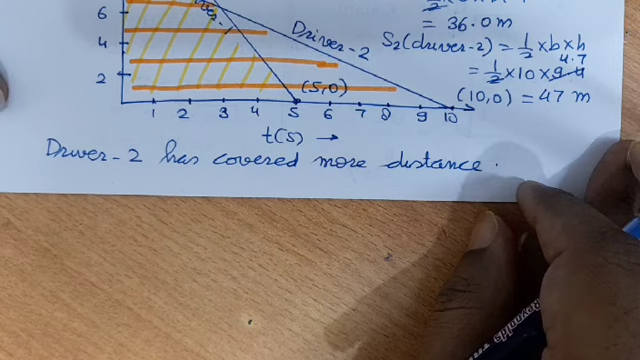 = 36.0 m
6
Driver-2
S₂(driver-2) = 1/2 × b × h
4
4.7
= 1/2 × 10 × 9.4
2
(5,0)
(10,0) = 47 m
1 2 3 4 5 6 7 8 9 10
t(s) →
Driver-2 has covered more distance.
Reynolds